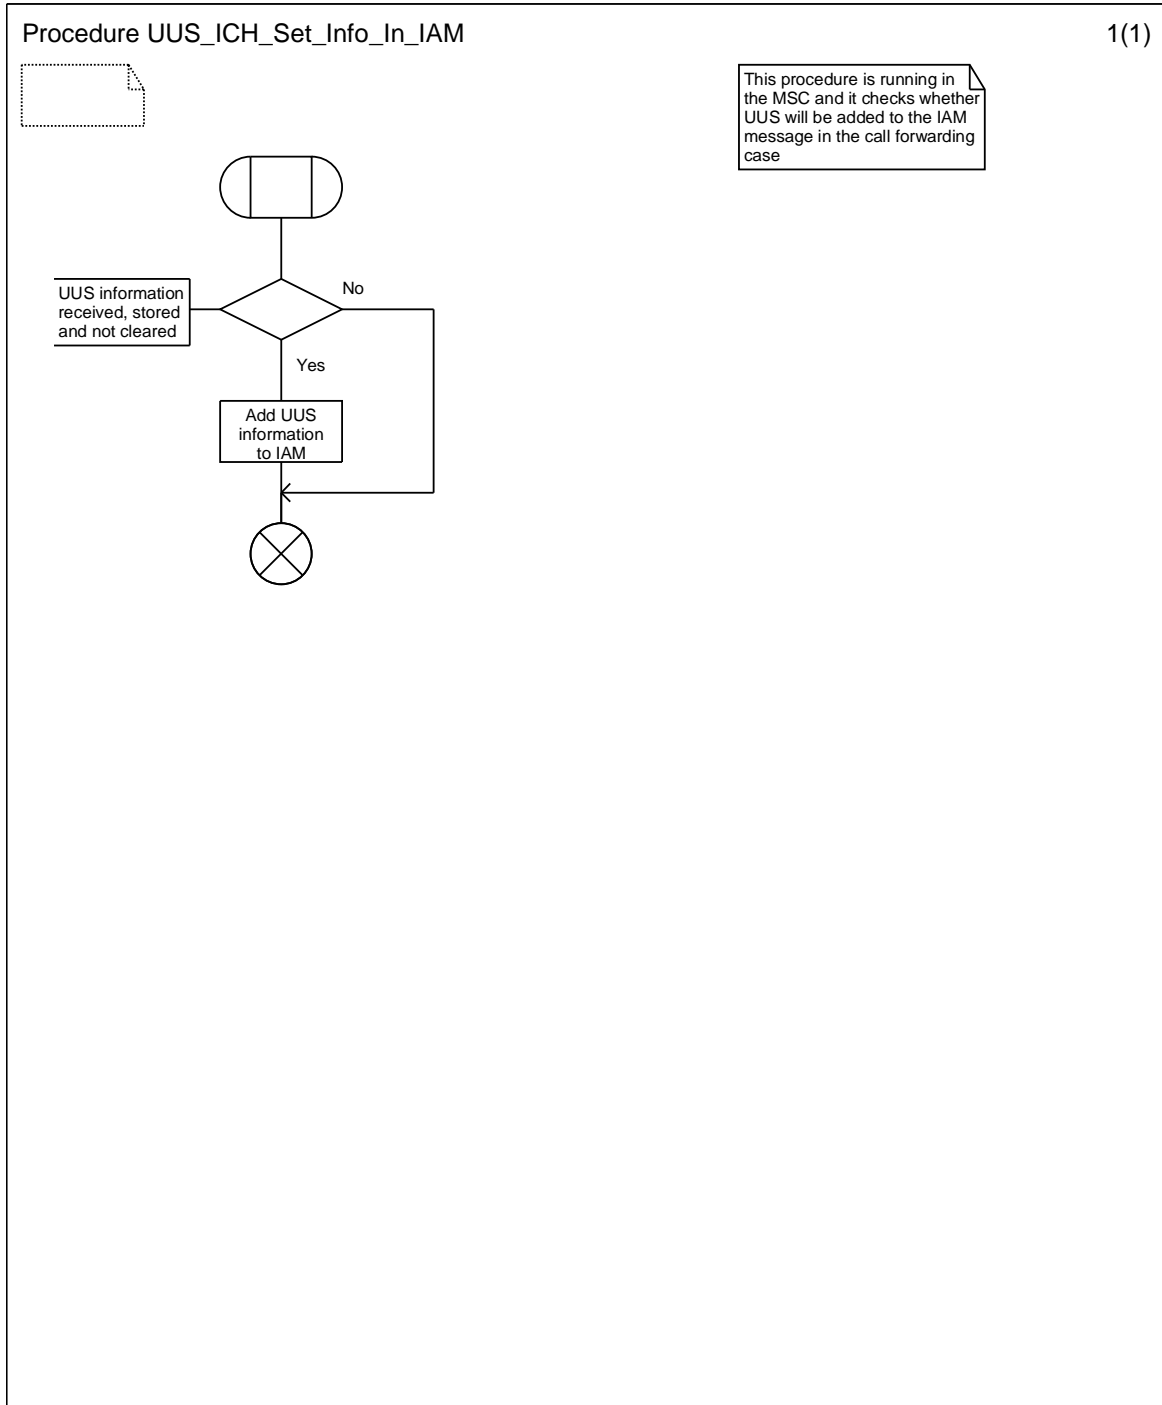 Procedure UUS_ICH_Set_Info_In_IAM
1(1)
This procedure is running in
the MSC and it checks whether
UUS will be added to the IAM
message in the call forwarding
case
UUS information
received, stored
and not cleared
No
Yes
Add UUS
information
to IAM